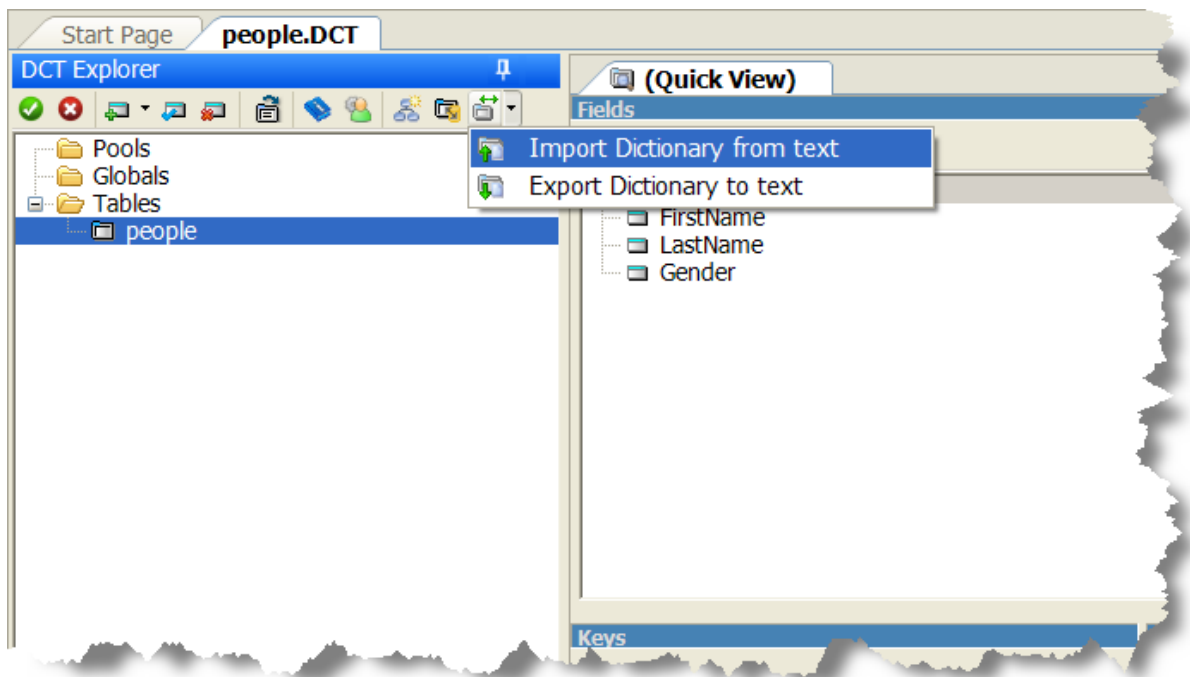 Start Page
people.DCT
DCT Explorer
(Quick View)
Fields
Import Dictionary from text
Export Dictionary to text
Pools
Globals
Tables
people
FirstName
LastName
Gender
Keys